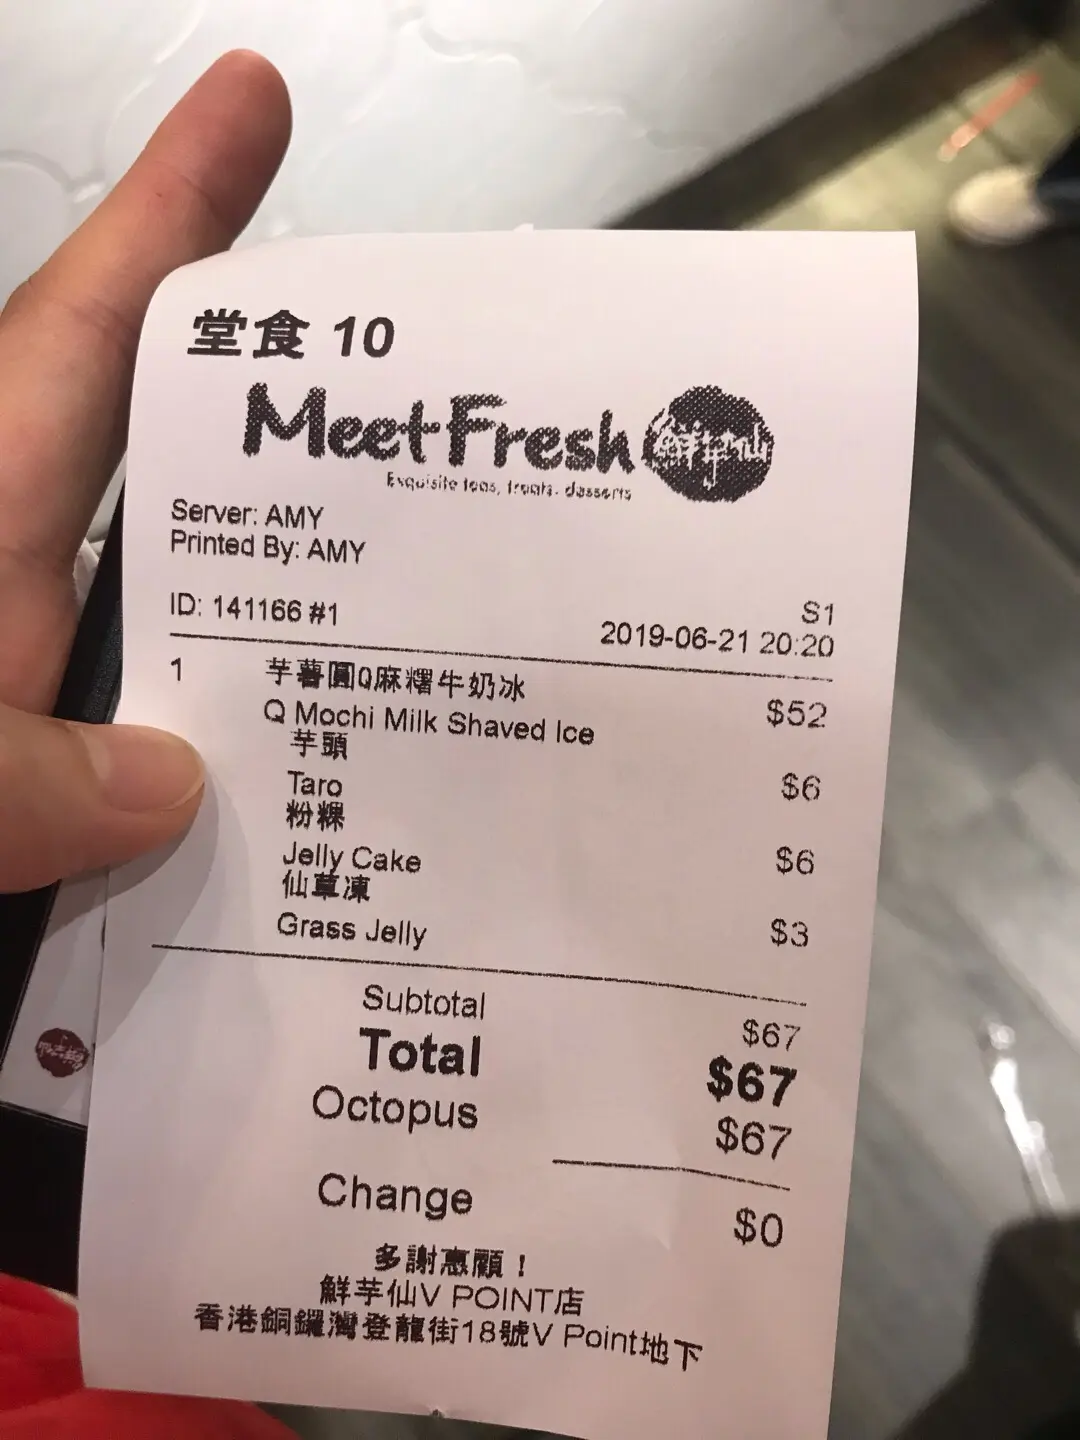 堂食 10
Meet Fresh 鮮芋仙
Exquisite teas, treats, desserts
Server: AMY
Printed By: AMY
S1
ID: 141166 #1 2019-06-21 20:20
1 芋薯圓Q麻糬牛奶冰
Q Mochi Milk Shaved Ice $52
芋頭
Taro $6
粉粿
Jelly Cake $6
仙草凍
Grass Jelly $3
Subtotal $67
Total $67
Octopus $67
Change $0
多謝惠顧！
鮮芋仙V POINT店
香港銅鑼灣登龍街18號V Point地下